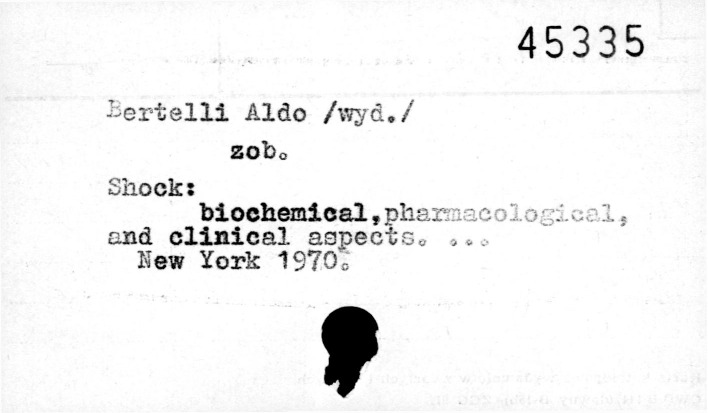 45335
Bertelli Aldo /wyd./
zob.
Shock:
biochemical,pharmacological,
and clinical aspects. ...
New York 1970.